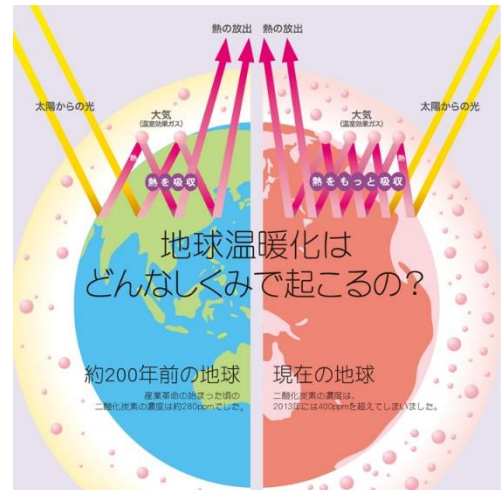 熱の放出
熱の放出
太陽からの光
大気
(温室効果ガス)
熱
熱を吸収
大気
(温室効果ガス)
太陽からの光
熱
熱をもっと吸収
地球温暖化は
どんなしくみで起こるの？
約200年前の地球
産業革命の始まった頃の
二酸化炭素の濃度は約280ppmでした。
現在の地球
二酸化炭素の濃度は、
2013年には400ppmを超えてしまいました。